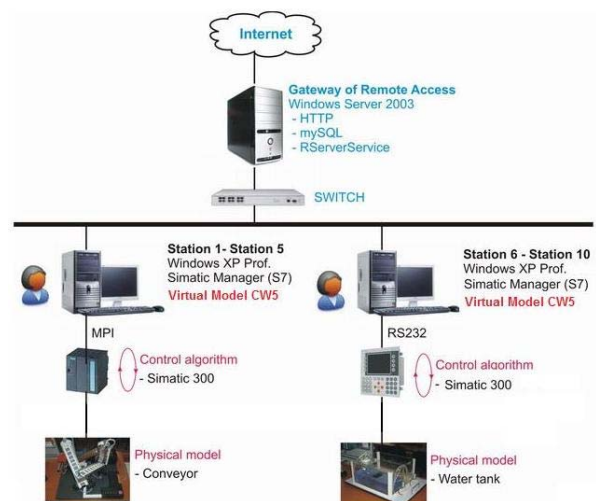 Internet
Gateway of Remote Access
Windows Server 2003
- HTTP
- mySQL
- RServerService
SWITCH
Station 1- Station 5
Windows XP Prof.
Simatic Manager (S7)
Virtual Model CW5
MPI
Control algorithm
- Simatic 300
Physical model
- Conveyor
Station 6 - Station 10
Windows XP Prof.
Simatic Manager (S7)
Virtual Model CW5
RS232
Control algorithm
- Simatic 300
Physical model
- Water tank